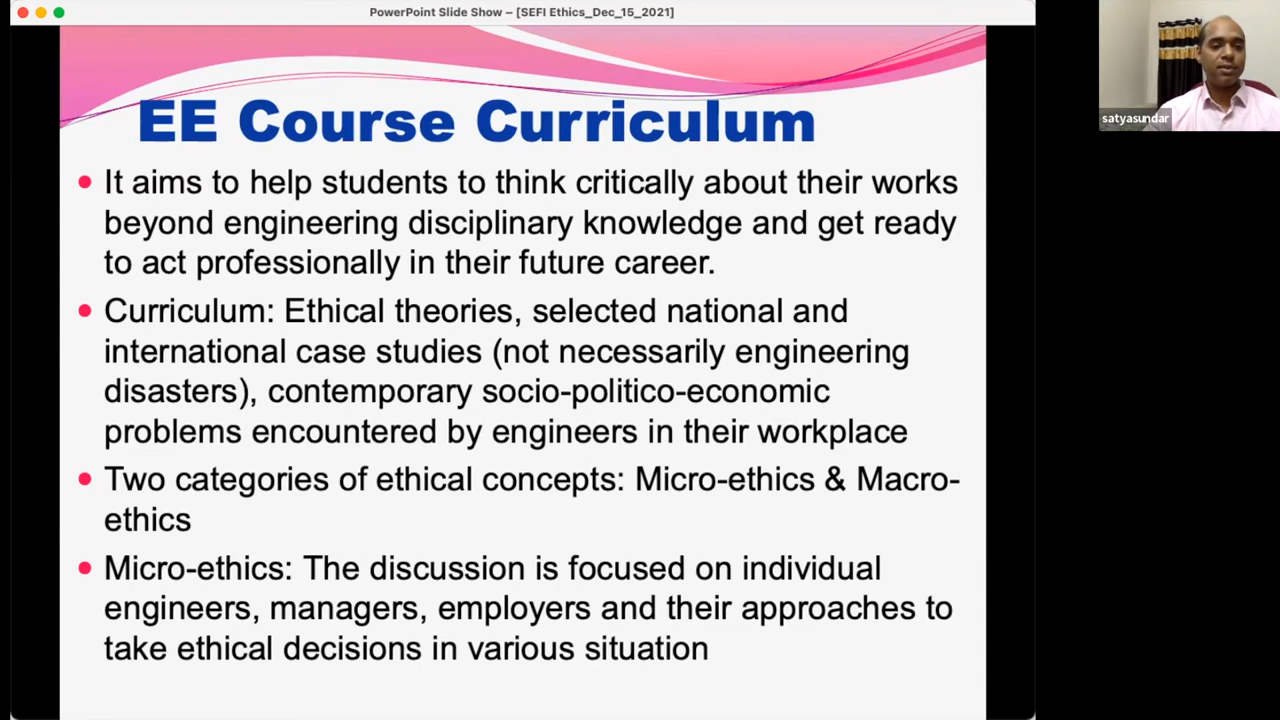 PowerPoint Slide Show – [SEFI Ethics_Dec_15_2021]
EE Course Curriculum
It aims to help students to think critically about their works
beyond engineering disciplinary knowledge and get ready
to act professionally in their future career.
Curriculum: Ethical theories, selected national and
international case studies (not necessarily engineering
disasters), contemporary socio-politico-economic
problems encountered by engineers in their workplace
Two categories of ethical concepts: Micro-ethics & Macro-
ethics
Micro-ethics: The discussion is focused on individual
engineers, managers, employers and their approaches to
take ethical decisions in various situation
satyasundar